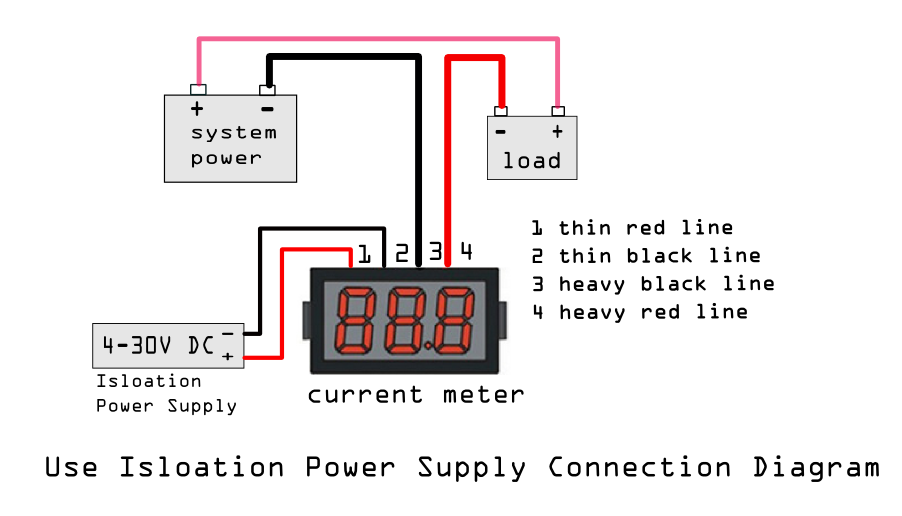 + -
system
power
- +
load
1 thin red line
2 thin black line
3 heavy black line
4 heavy red line
1 2 3 4
88.8
4-30V DC - +
Isloation
Power Supply
current meter
Use Isloation Power Supply Connection Diagram